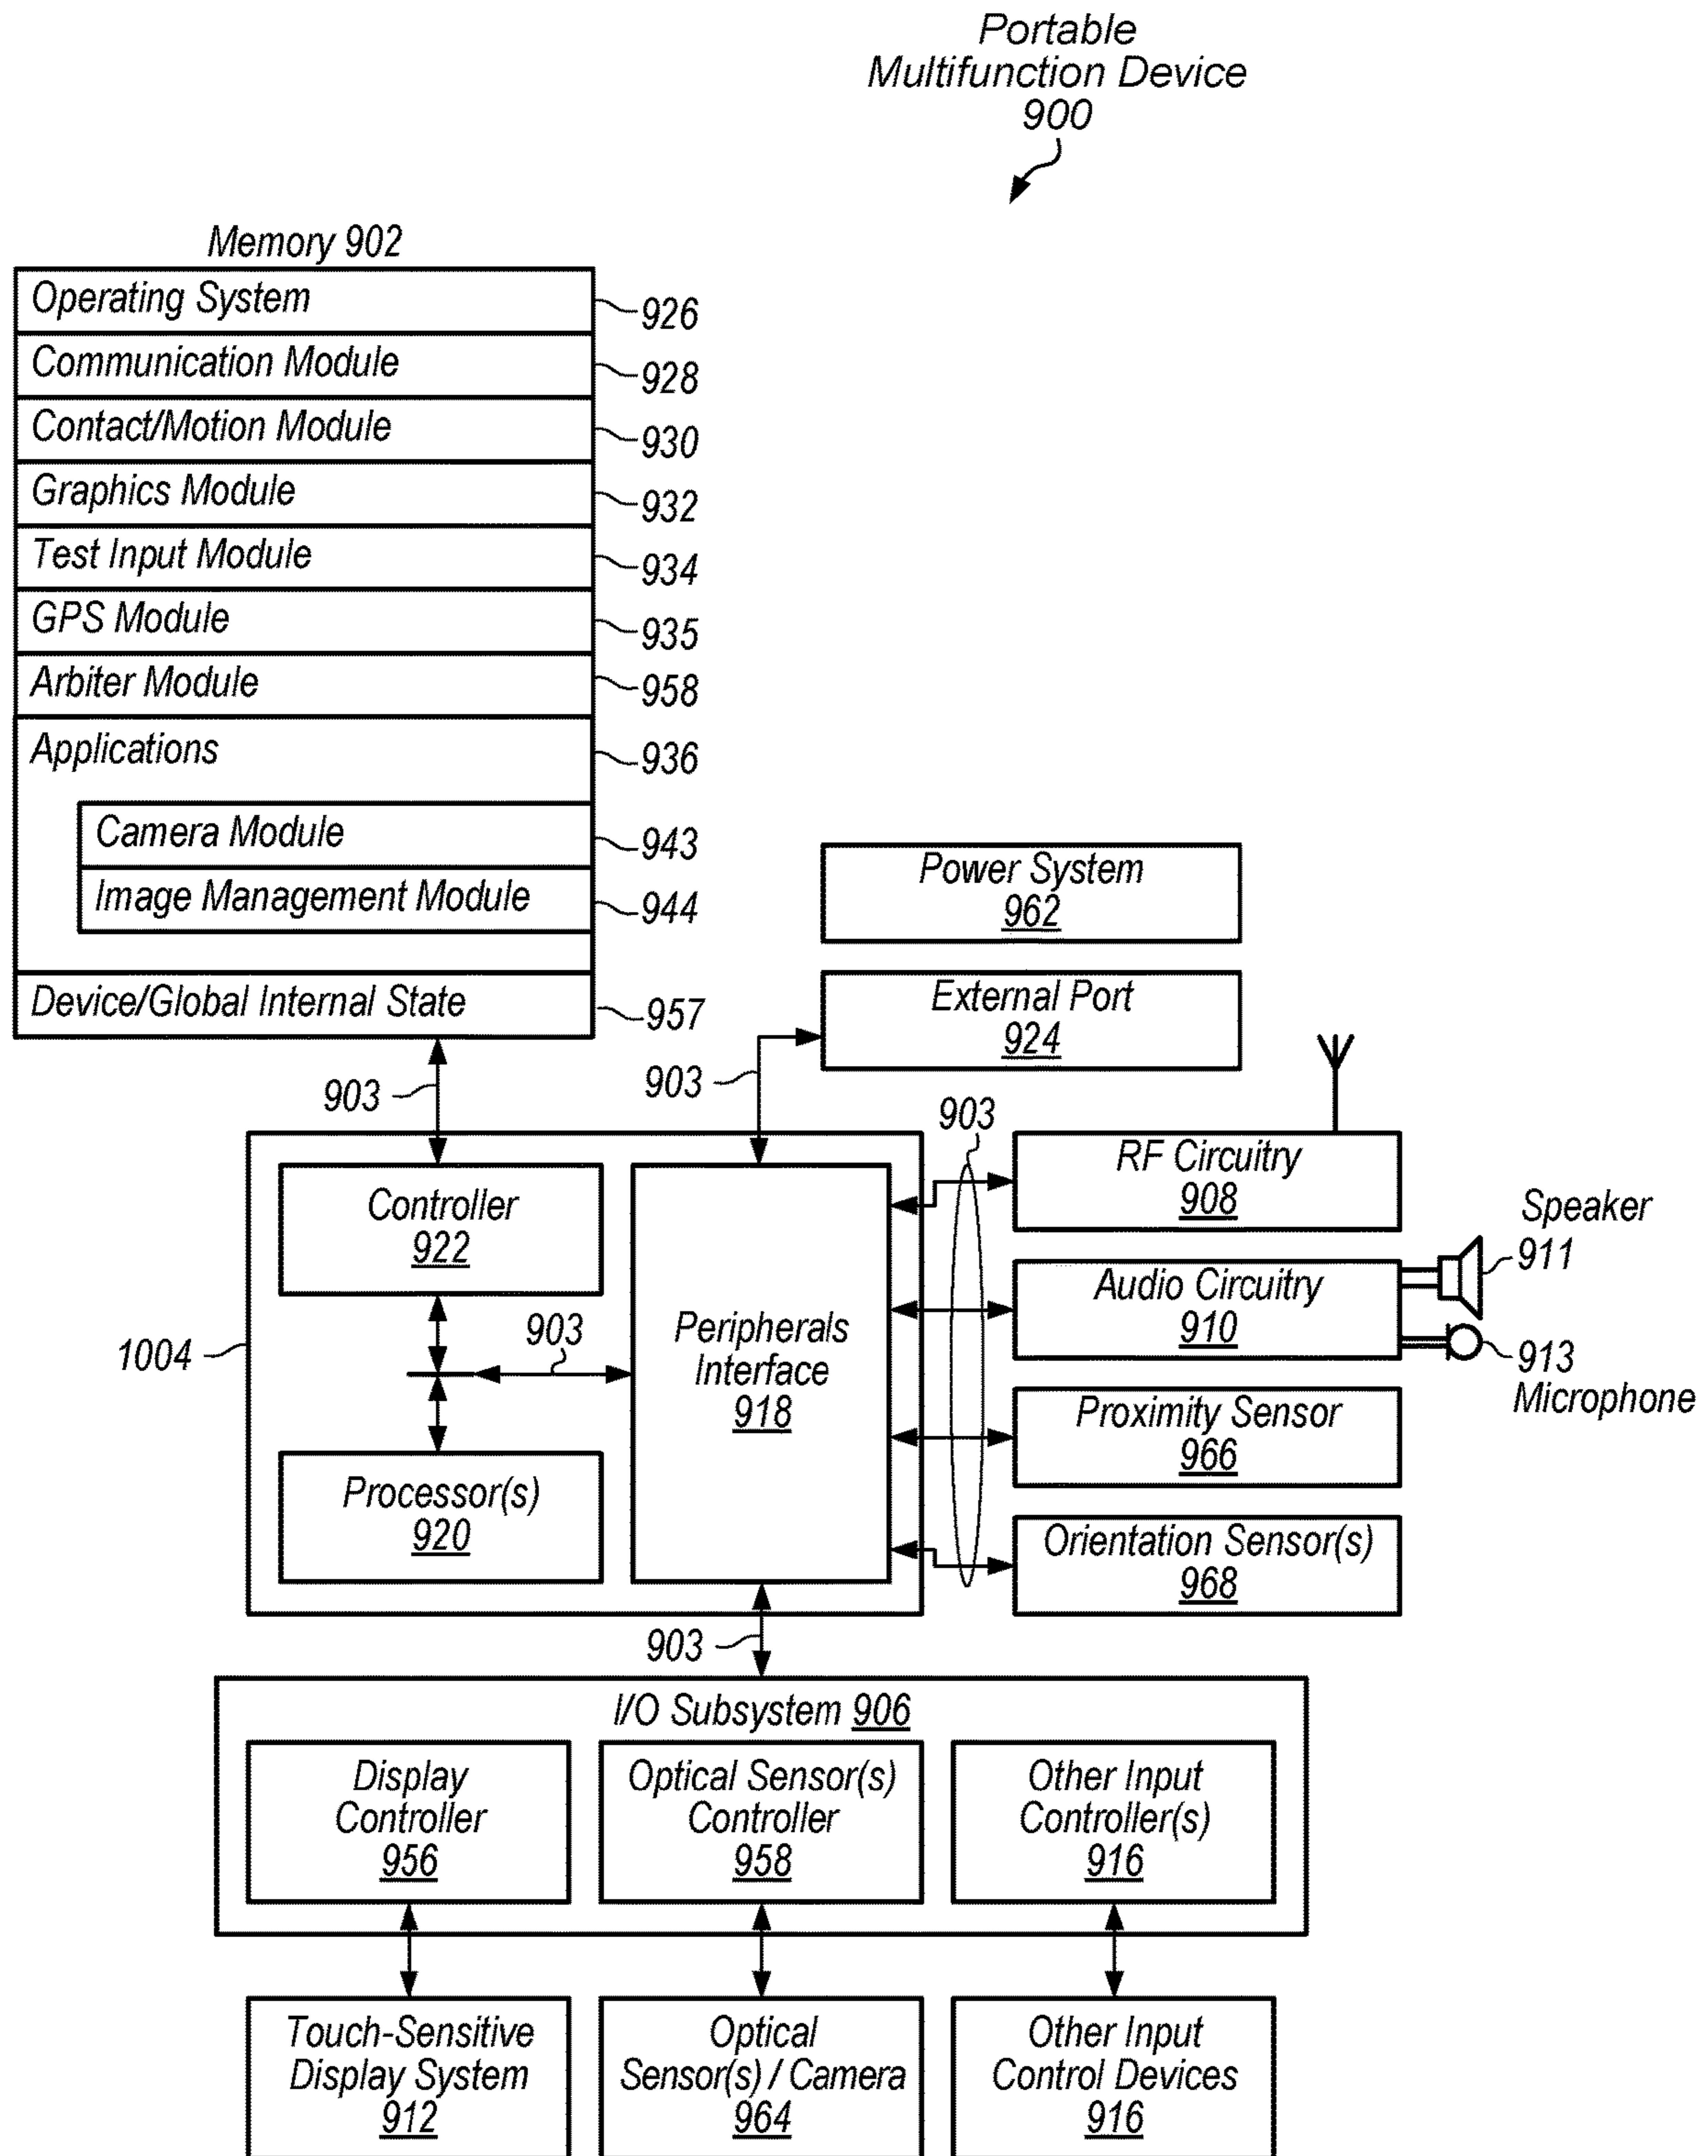 Portable
Multifunction Device
900
Memory 902
Operating System
926
Communication Module
928
Contact/Motion Module
930
Graphics Module
932
Test Input Module
934
GPS Module
935
Arbiter Module
958
Applications
936
Camera Module
943
Image Management Module
944
Device/Global Internal State
957
Power System
962
External Port
924
903
903
903
RF Circuitry
908
Speaker
911
Audio Circuitry
910
913
Microphone
Proximity Sensor
966
Orientation Sensor(s)
968
1004
Controller
922
903
Peripherals
Interface
918
Processor(s)
920
903
I/O Subsystem 906
Display
Controller
956
Optical Sensor(s)
Controller
958
Other Input
Controller(s)
916
Touch-Sensitive
Display System
912
Optical
Sensor(s) / Camera
964
Other Input
Control Devices
916